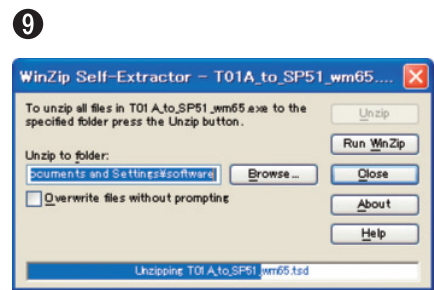 9
WinZip Self-Extractor - T01A_to_SP51_wm65....
To unzip all files in T01A_to_SP51_wm65.exe to the
specified folder press the Unzip button.
Unzip to folder:
ocuments and Settings¥software
Browse...
Overwrite files without prompting
Unzip
Run WinZip
Close
About
Help
Unzipping T01A_to_SP51_wm65.tsd